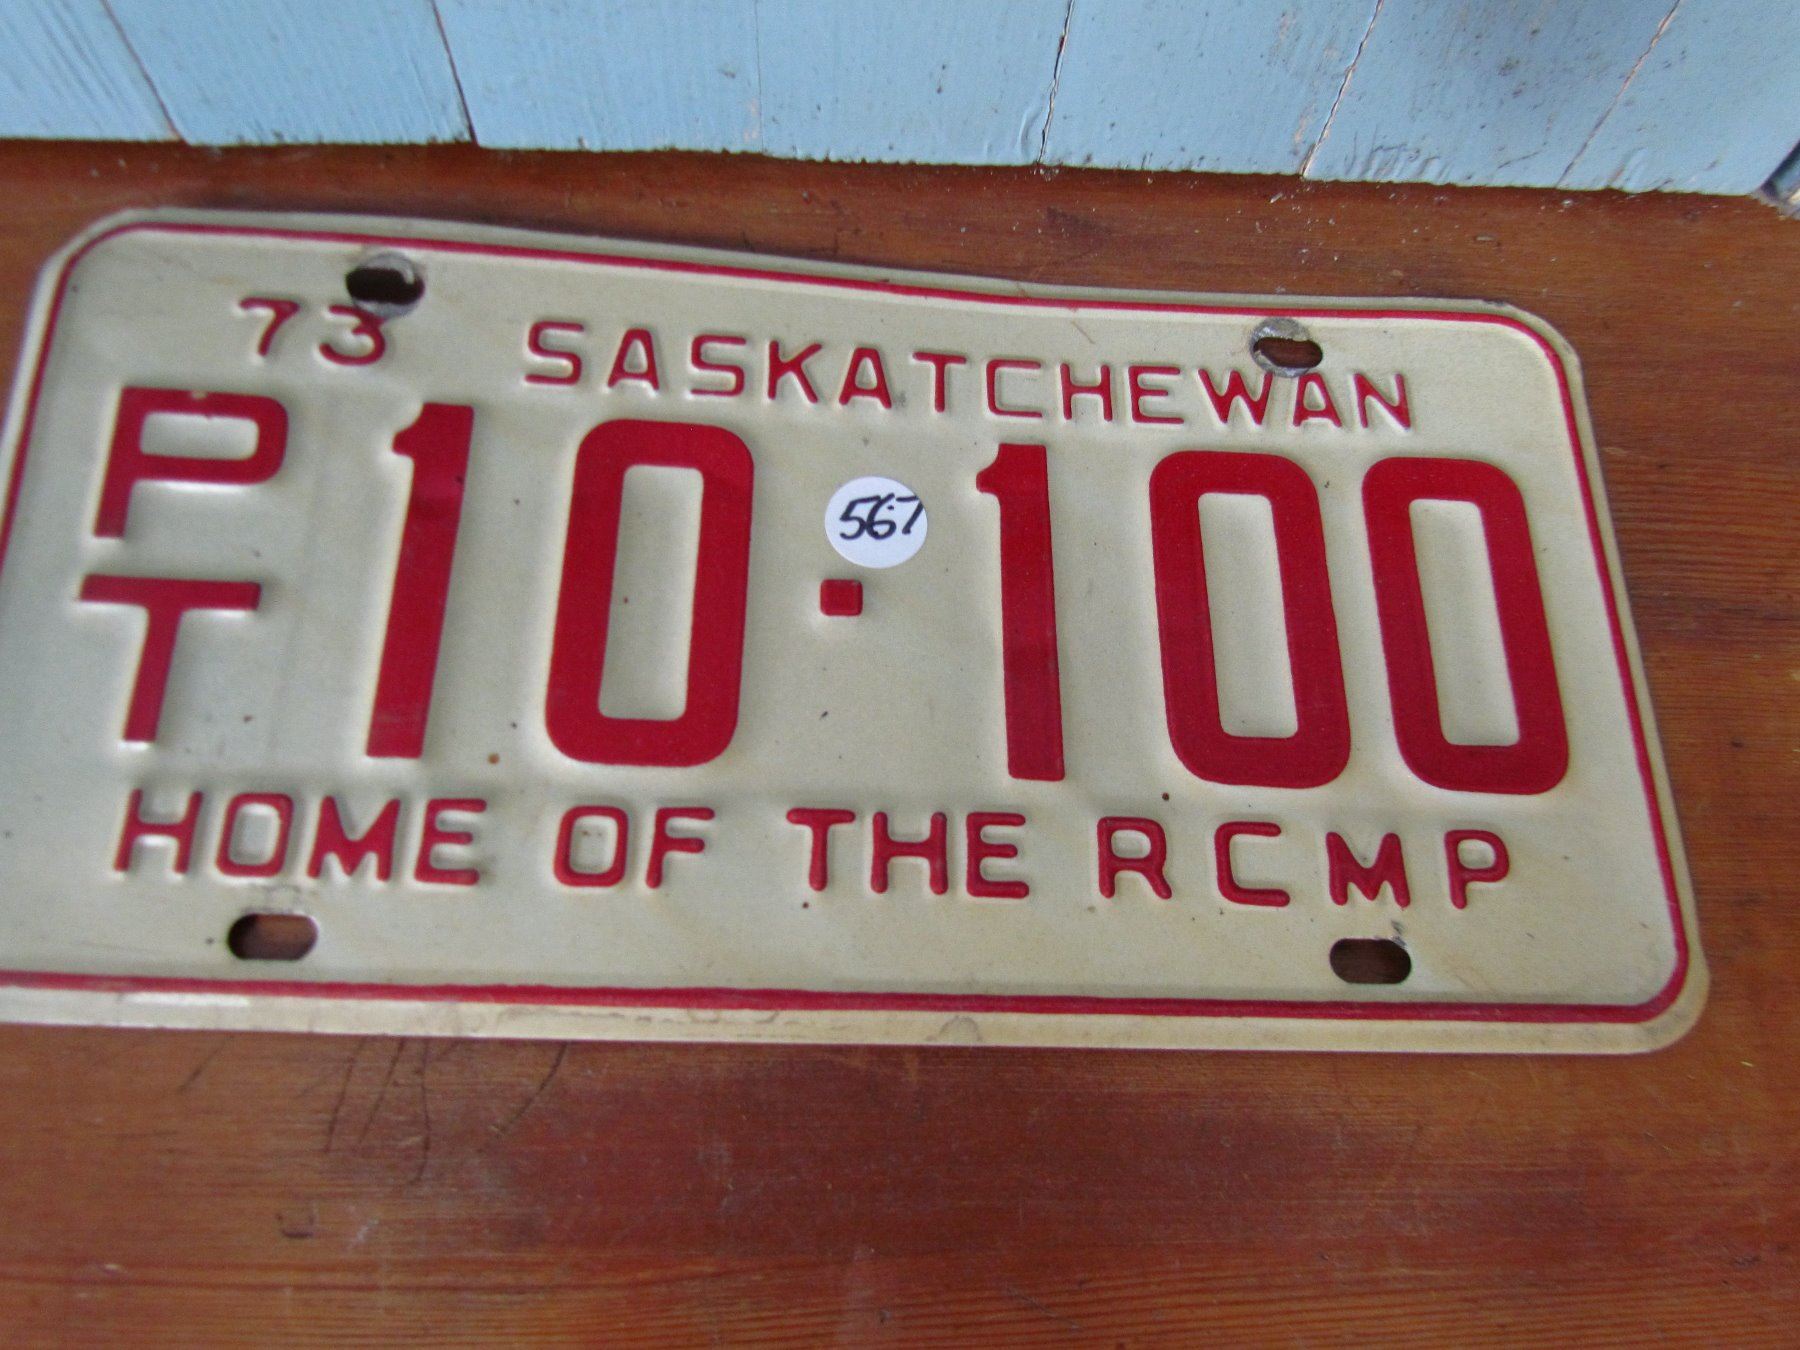 73 SASKATCHEWAN
PT 10·100
567
HOME OF THE RCMP